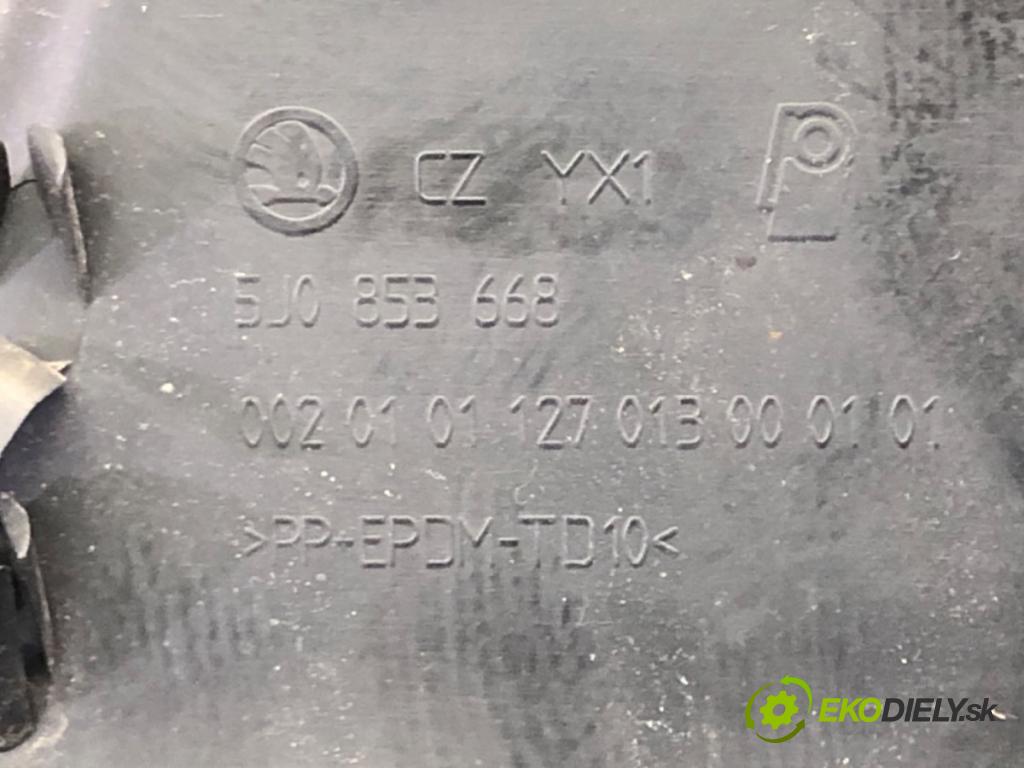 CZ YX1
5J0 853 668
002 01 01 127 013 00 01 01
>PP-EPDM-TD10<
EKODIELY.sk